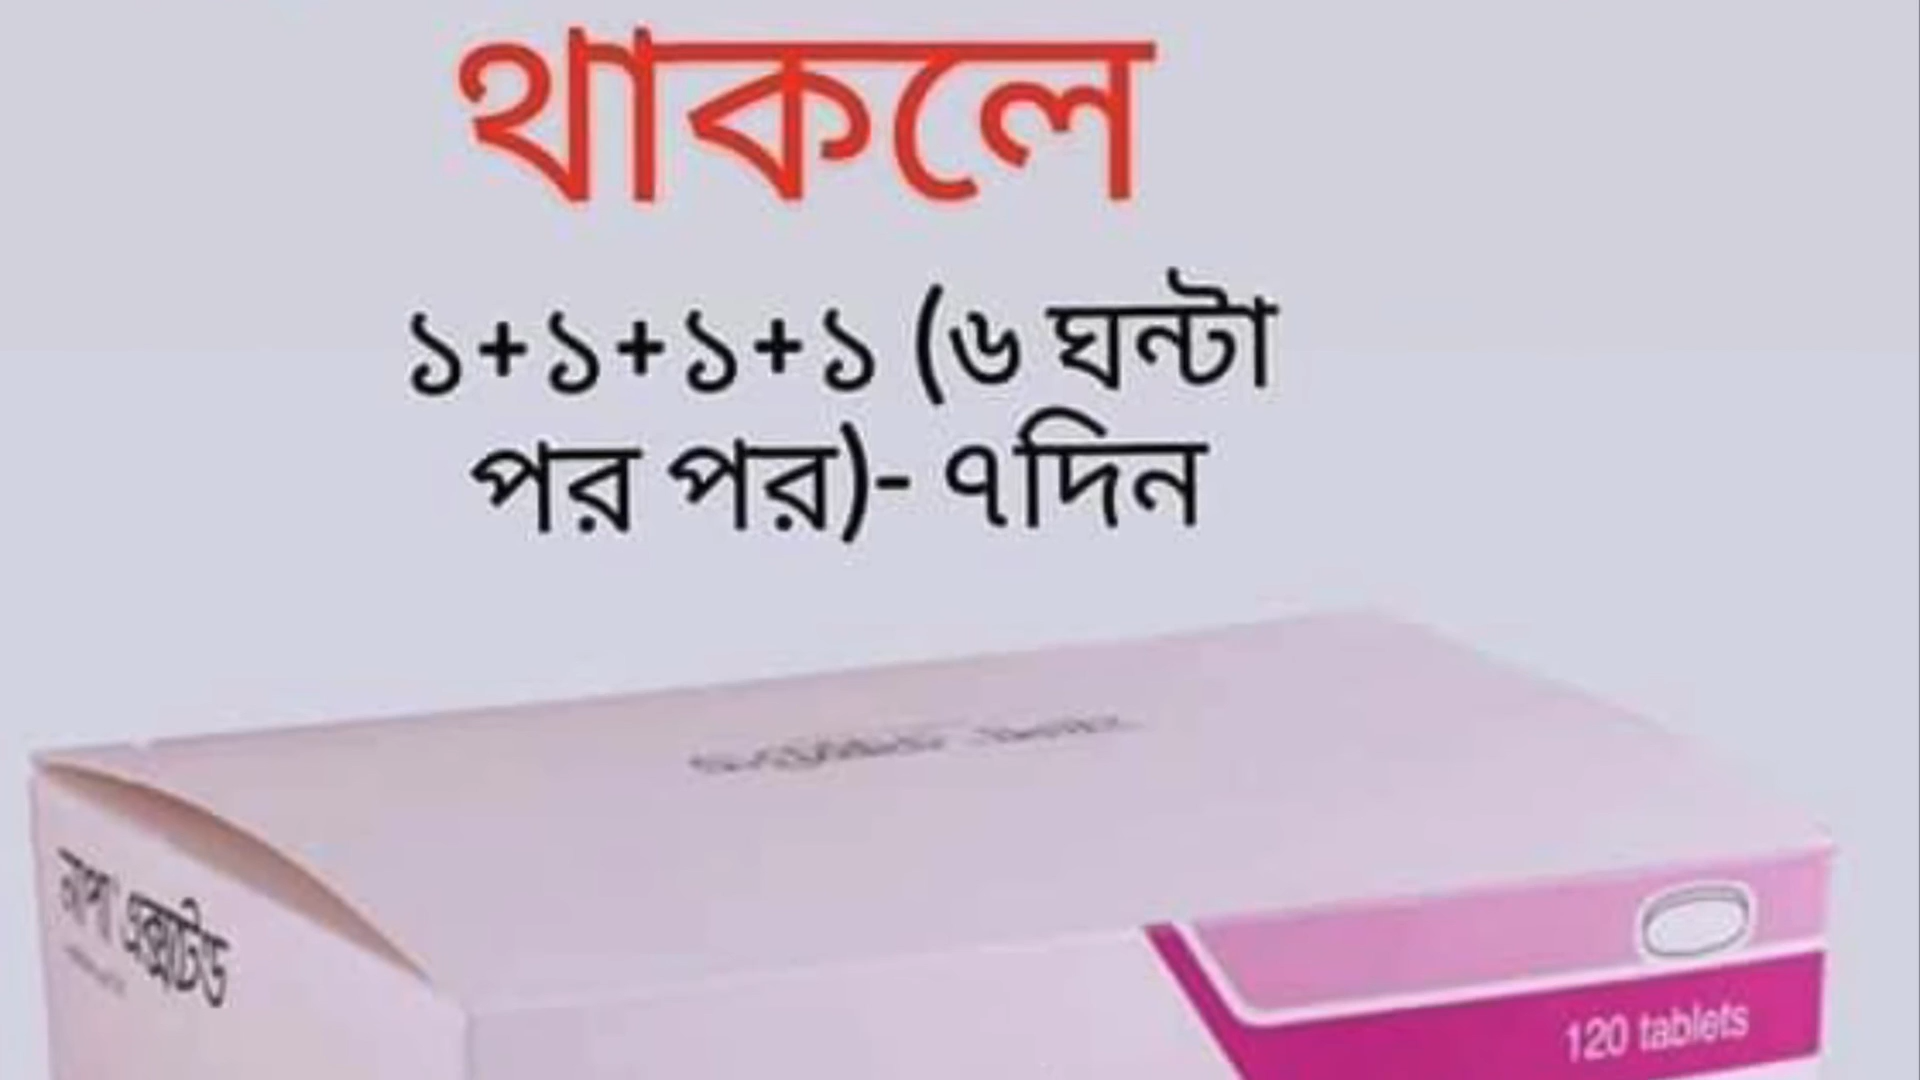 থাকলে
১+১+১+১ (৬ ঘন্টা
পর পর)- ৭দিন
নাপা এক্সটেন্ড
120 tablets